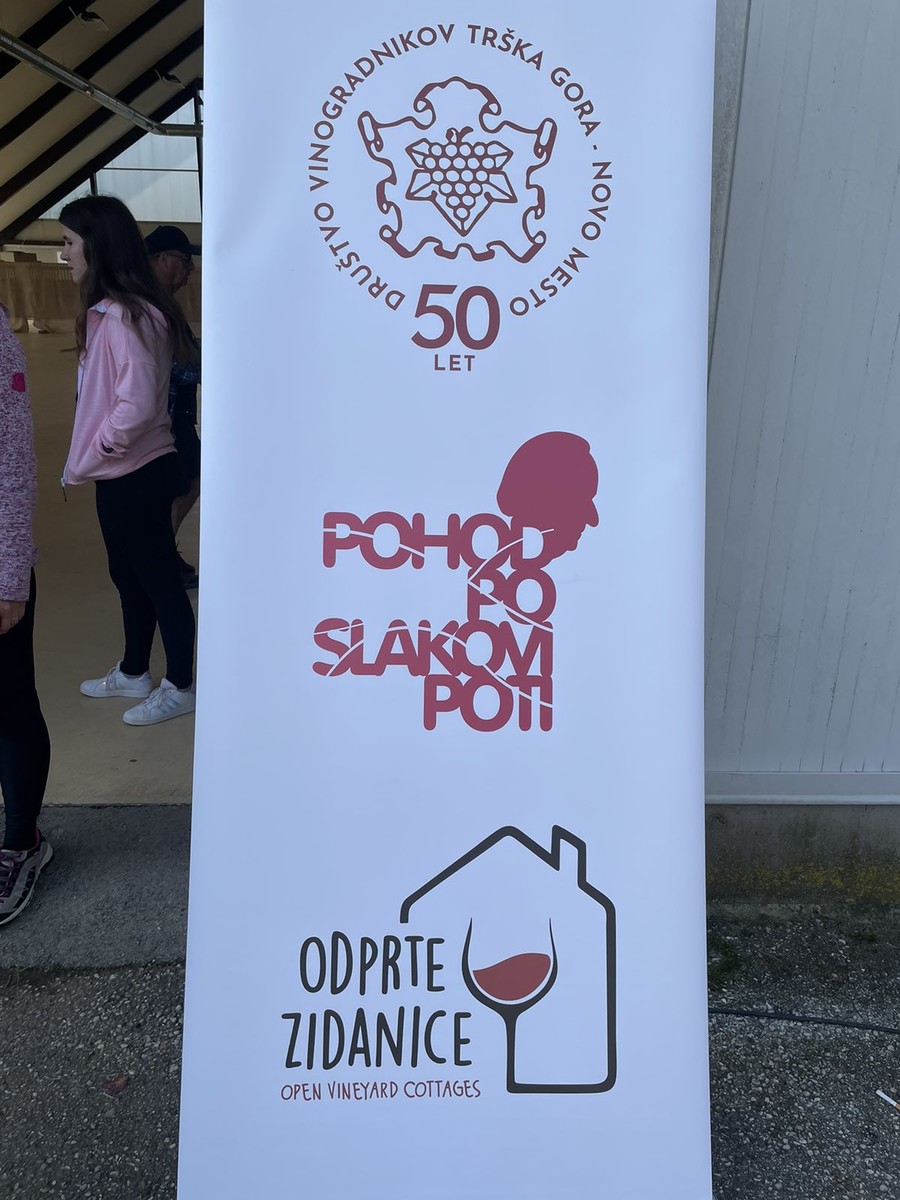 DRUŠTVO VINOGRADNIKOV TRŠKA GORA - NOVO MESTO
50
LET
POHOD
PO
SLAKOVI
POTI
ODPRTE
ZIDANICE
OPEN VINEYARD COTTAGES